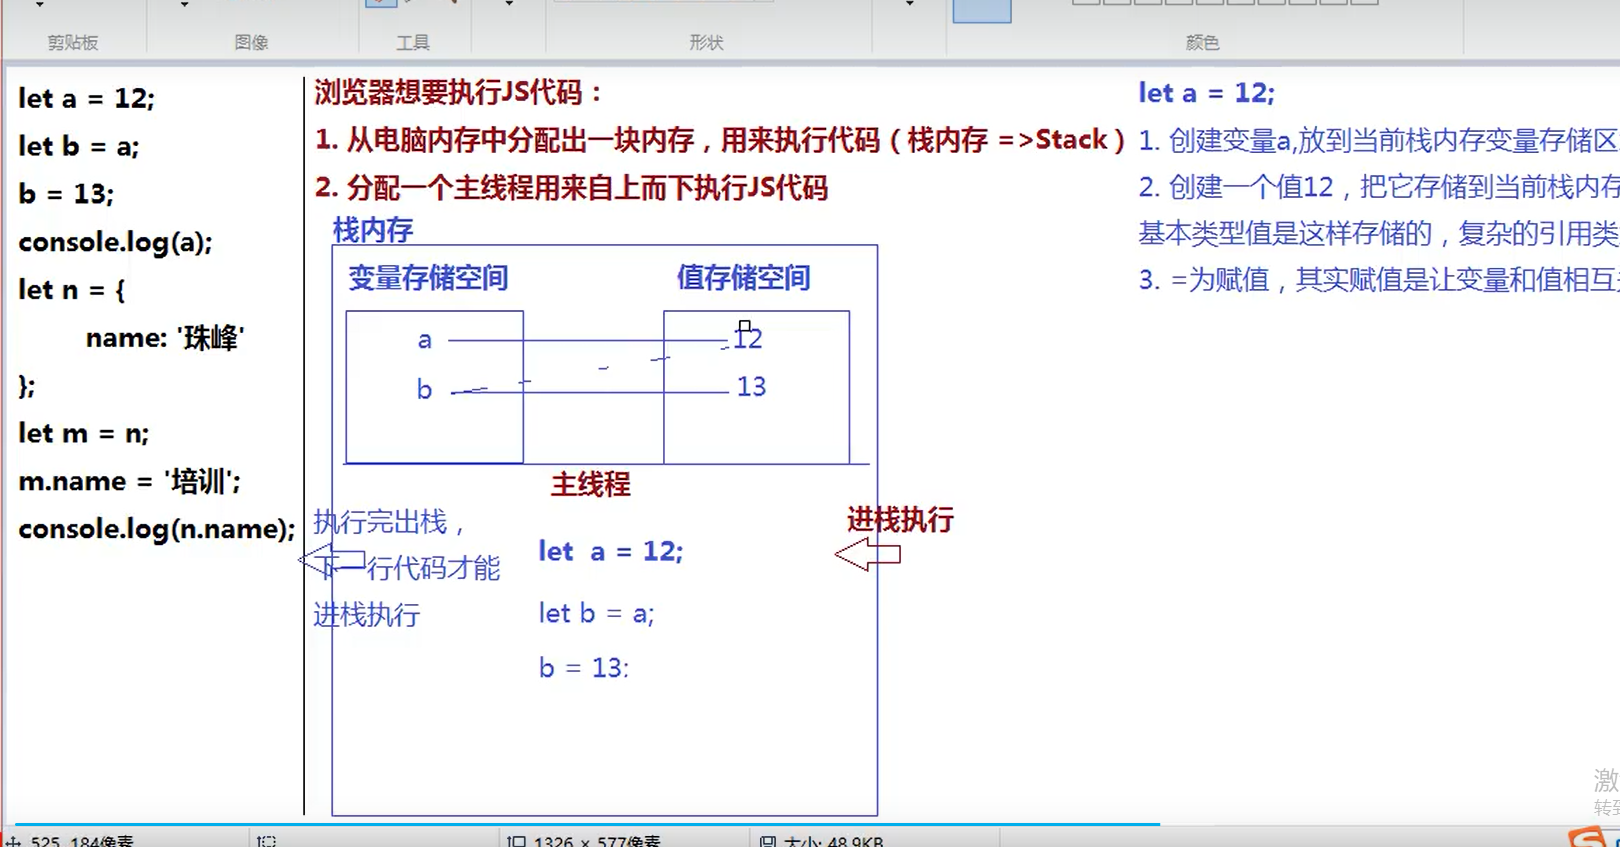 剪贴板
图像
工具
形状
颜色
let a = 12;
let b = a;
b = 13;
console.log(a);
let n = {
name: '珠峰'
};
let m = n;
m.name = '培训';
console.log(n.name);
浏览器想要执行JS代码：
1. 从电脑内存中分配出一块内存，用来执行代码（栈内存 =>Stack）
2. 分配一个主线程用来自上而下执行JS代码
栈内存
变量存储空间
值存储空间
a
12
b
13
主线程
执行完出栈，
下一行代码才能
进栈执行
let a = 12;
let b = a;
b = 13:
进栈执行
let a = 12;
1. 创建变量a,放到当前栈内存变量存储区
2. 创建一个值12，把它存储到当前栈内存
基本类型值是这样存储的，复杂的引用类
3. =为赋值，其实赋值是让变量和值相互
激
转到
525, 184像素
1326 × 577像素
大小: 48.9KB